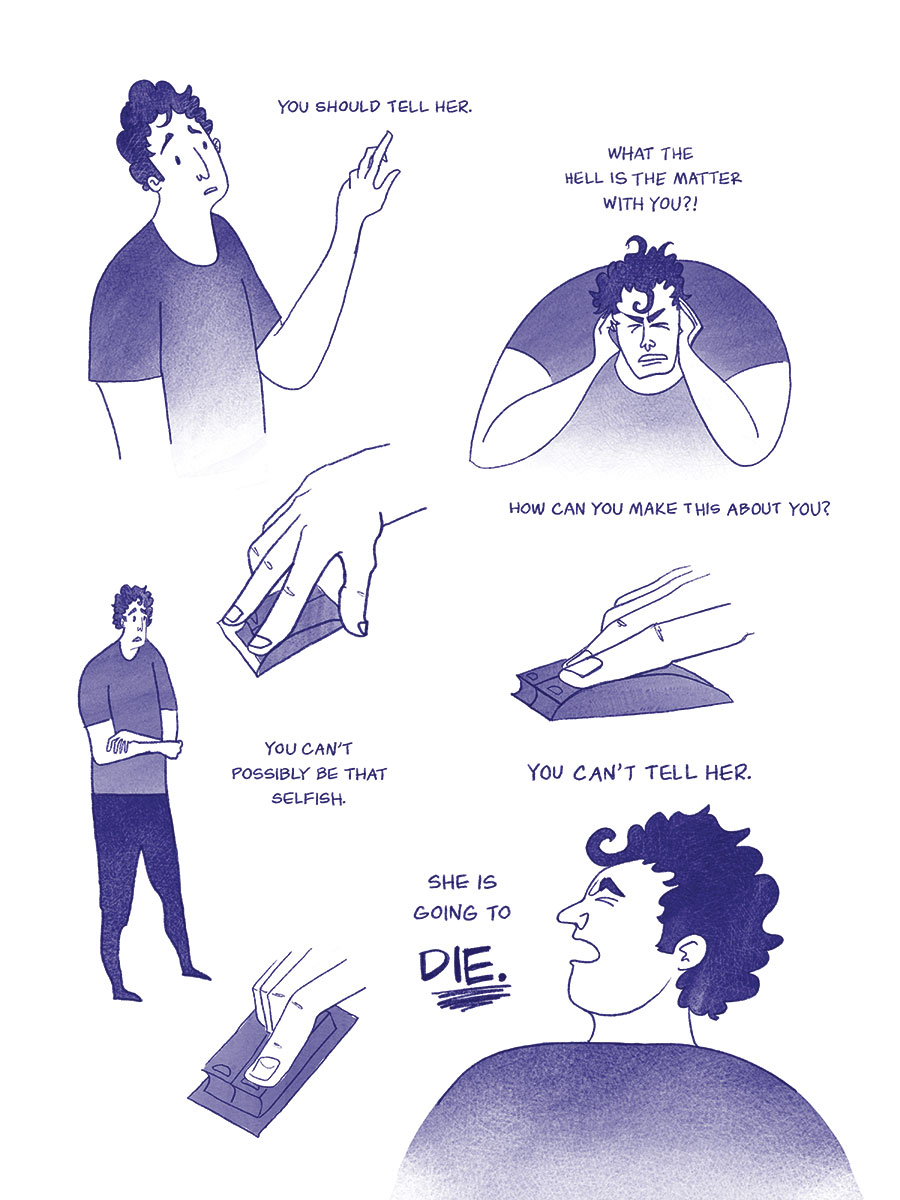 YOU SHOULD TELL HER.
WHAT THE
HELL IS THE MATTER
WITH YOU?!
HOW CAN YOU MAKE THIS ABOUT YOU?
YOU CAN'T
POSSIBLY BE THAT
SELFISH.
YOU CAN'T TELL HER.
SHE IS
GOING TO
DIE.